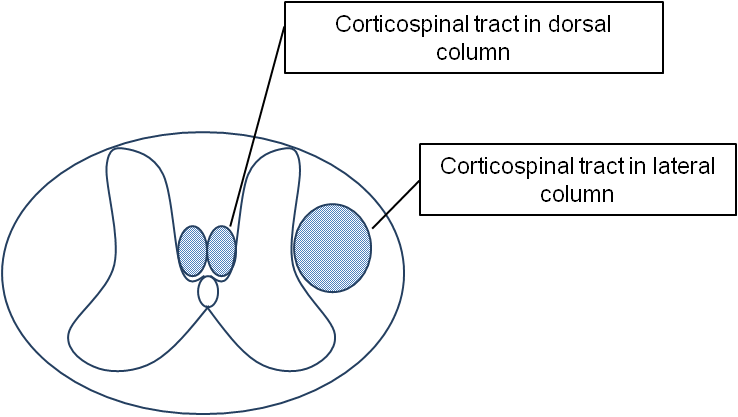 Corticospinal tract in dorsal
column
Corticospinal tract in lateral
column